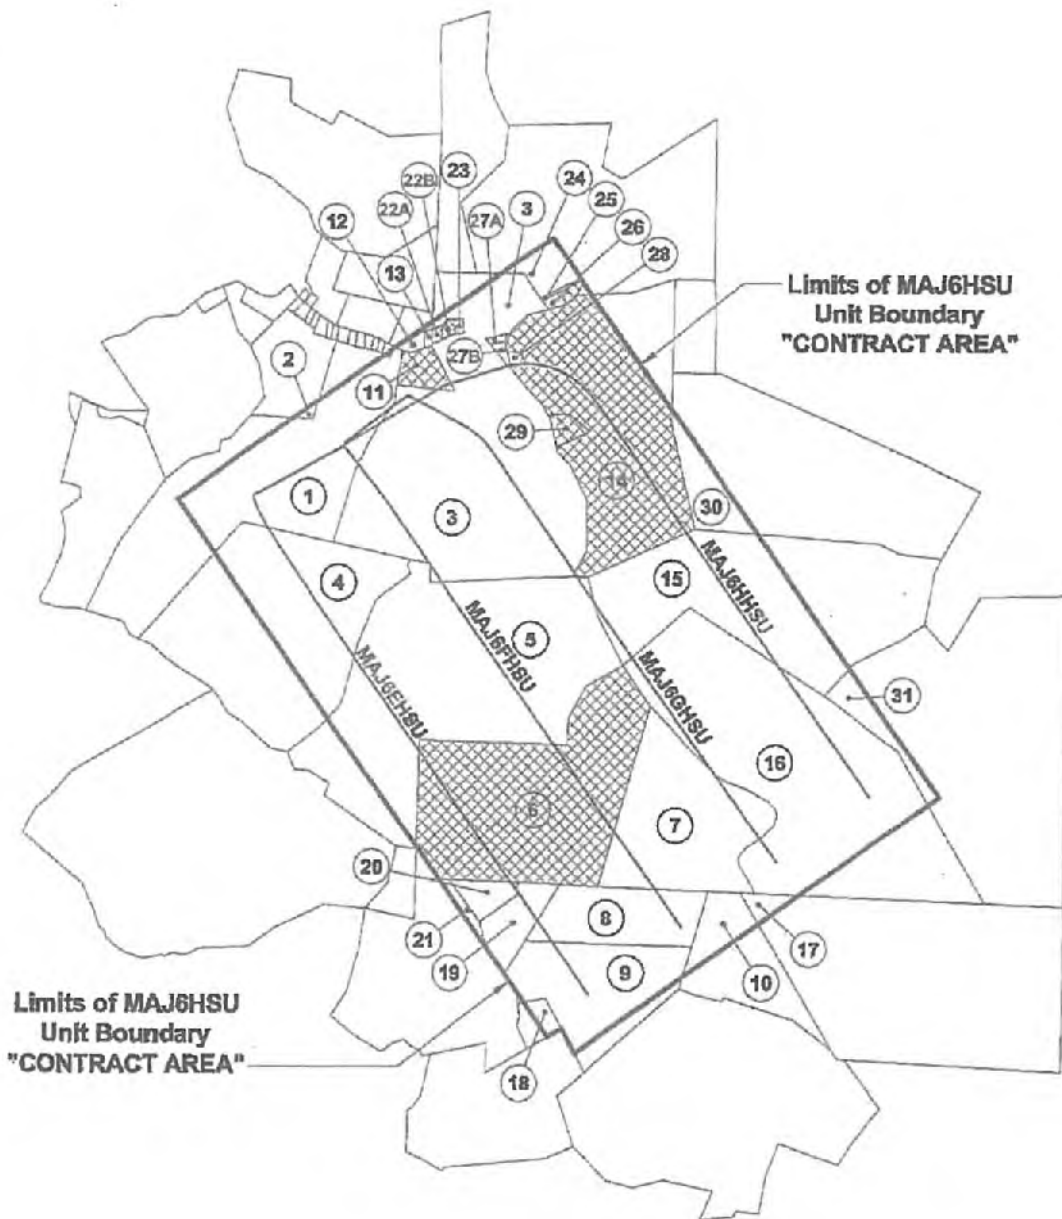 23
22B
24
22A
25
27A
3
12
26
13
28
Limits of MAJ6HSU
Unit Boundary
"CONTRACT AREA"
2
27B
11
29
14
1
3
30
MAJ6HHSU
4
15
MAJ6FHSU
5
MAJ6EHSU
MAJ6GHSU
31
16
6
7
20
8
21
19
9
10
17
Limits of MAJ6HSU
Unit Boundary
"CONTRACT AREA"
18